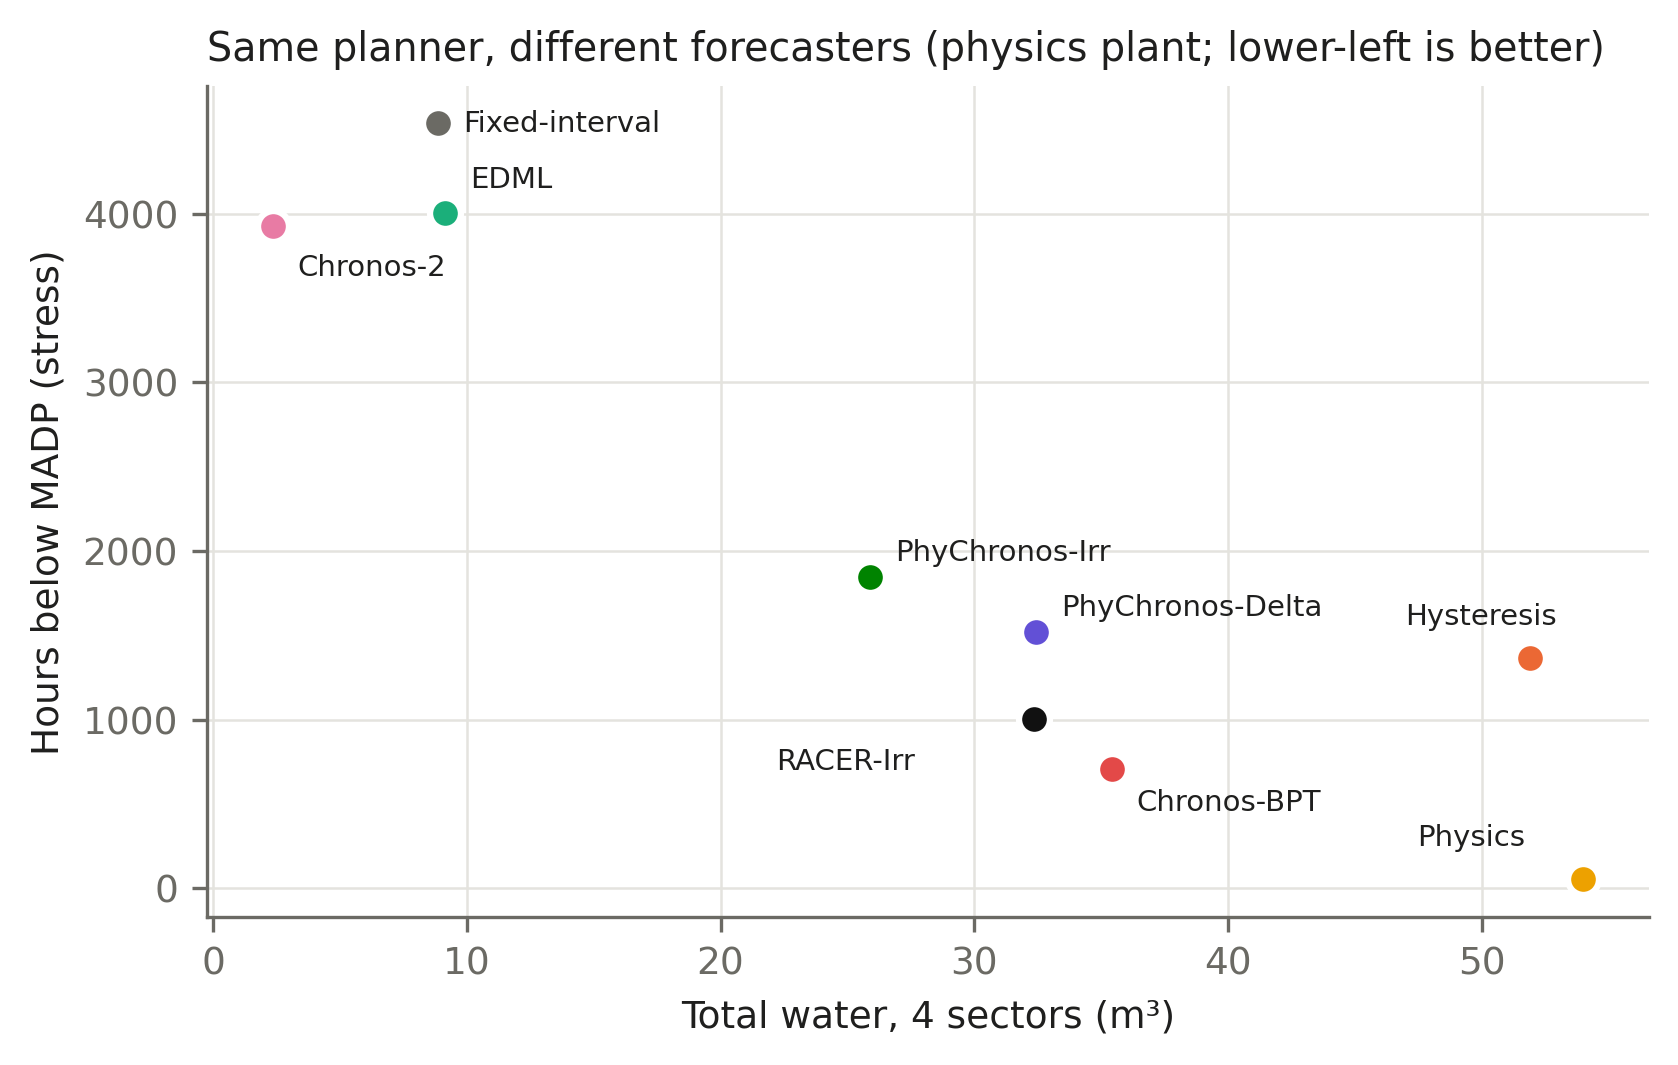 Same planner, different forecasters (physics plant; lower-left is better)
Hours below MADP (stress)
4000
3000
2000
1000
0
Fixed-interval
EDML
Chronos-2
PhyChronos-Irr
PhyChronos-Delta
Hysteresis
RACER-Irr
Chronos-BPT
Physics
0 10 20 30 40 50
Total water, 4 sectors (m³)